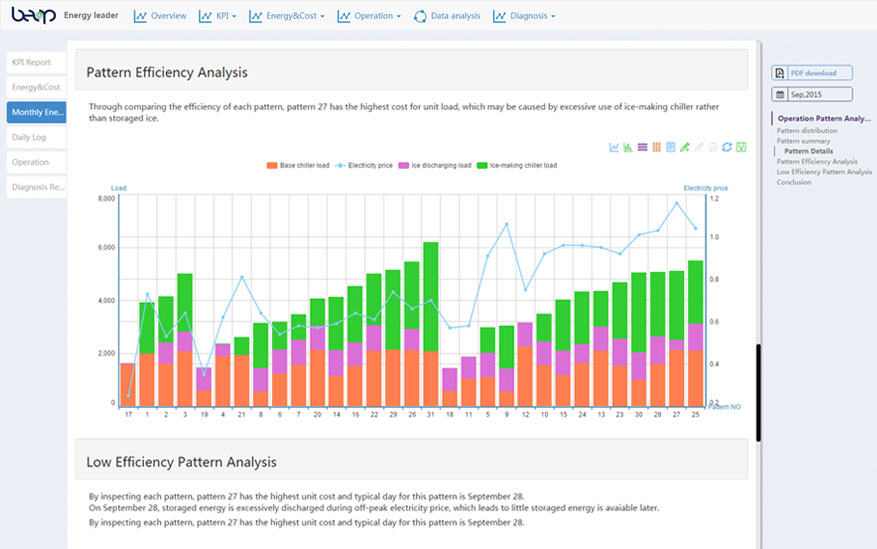 beop Energy leader Overview KPI Energy&Cost Operation Data analysis Diagnosis
KPI Report
Energy&Cost
Monthly Ene...
Daily Log
Operation
Diagnosis Re...
Pattern Efficiency Analysis
Through comparing the efficiency of each pattern, pattern 27 has the highest cost for unit load, which may be caused by excessive use of ice-making chiller rather
than storaged ice.
Base chiller load Electricity price Ice discharging load Ice-making chiller load
Load Electricity price
8,000 1.2
6,000 1.0
0.8
4,000 0.6
2,000 0.4
0 0.2
Pattern NO
17 1 2 3 19 4 21 8 6 7 20 14 16 22 29 26 31 18 11 5 9 12 10 15 24 13 23 30 28 27 25
Low Efficiency Pattern Analysis
By inspecting each pattern, pattern 27 has the highest unit cost and typical day for this pattern is September 28.
On September 28, storaged energy is excessively discharged during off-peak electricity price, which leads to little storaged energy is avaiable later.
By inspecting each pattern, pattern 27 has the highest unit cost and typical day for this pattern is September 28.
PDF download
Sep,2015
Operation Pattern Analy...
Pattern distribution
Pattern summary
Pattern Details
Pattern Efficiency Analysis
Low Efficiency Pattern Analysis
Conclusion